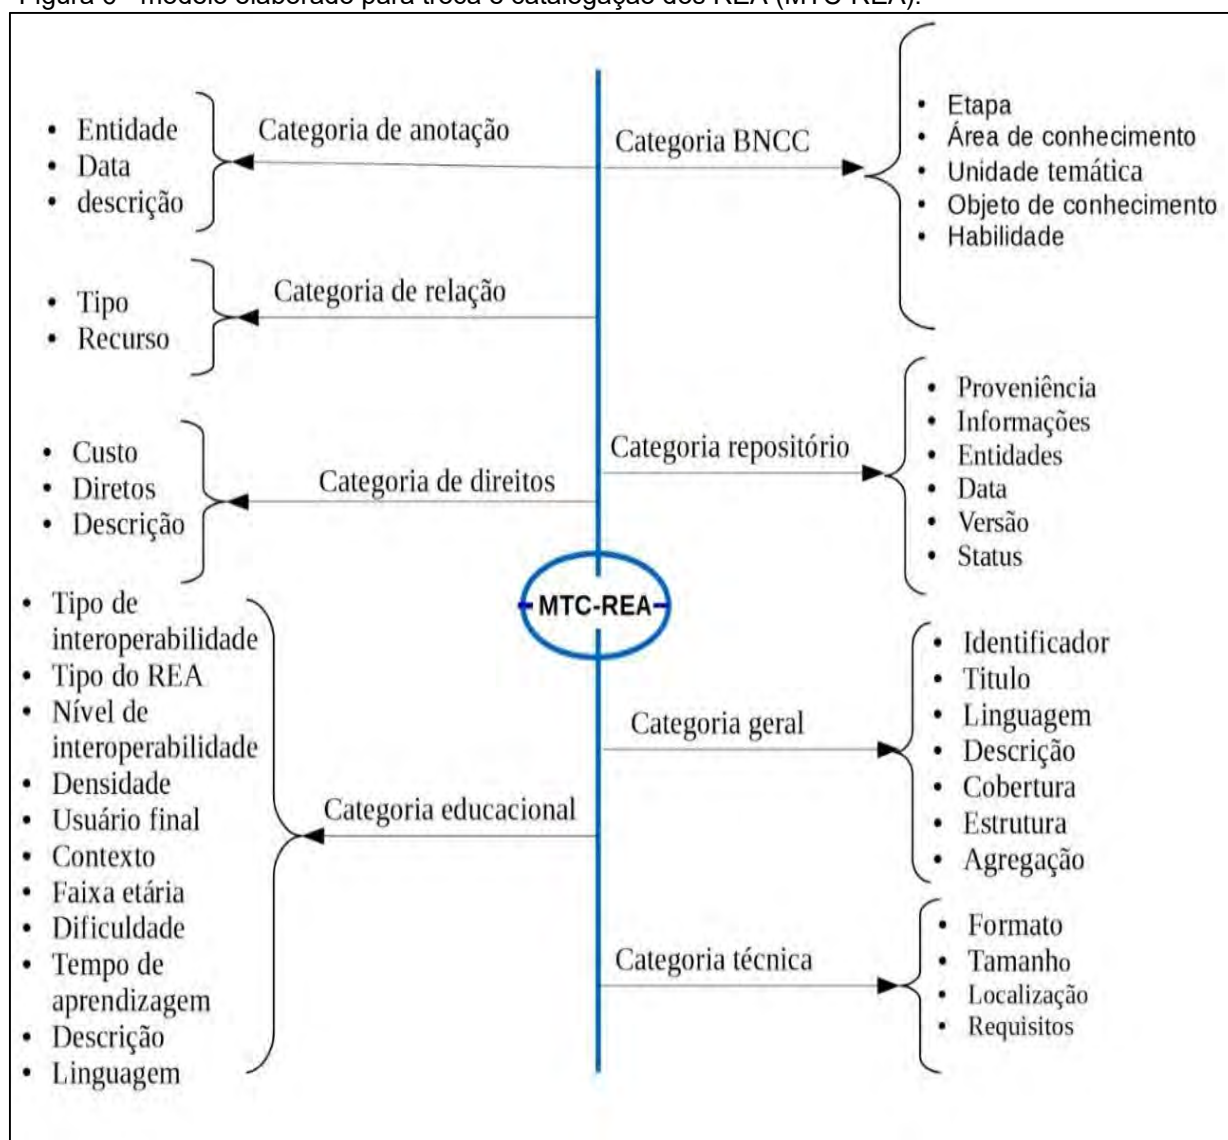 • Entidade
• Data
• descrição
Categoria de anotação
Categoria BNCC
• Etapa
• Área de conhecimento
• Unidade temática
• Objeto de conhecimento
• Habilidade
• Tipo
• Recurso
Categoria de relação
• Custo
• Diretos
• Descrição
Categoria de direitos
Categoria repositório
• Proveniência
• Informações
• Entidades
• Data
• Versão
• Status
MTC-REA
• Tipo de
interoperabilidade
• Tipo do REA
• Nível de
interoperabilidade
• Densidade
• Usuário final
• Contexto
• Faixa etária
• Dificuldade
• Tempo de
aprendizagem
• Descrição
• Linguagem
Categoria educacional
Categoria geral
• Identificador
• Titulo
• Linguagem
• Descrição
• Cobertura
• Estrutura
• Agregação
Categoria técnica
• Formato
• Tamanho
• Localização
• Requisitos